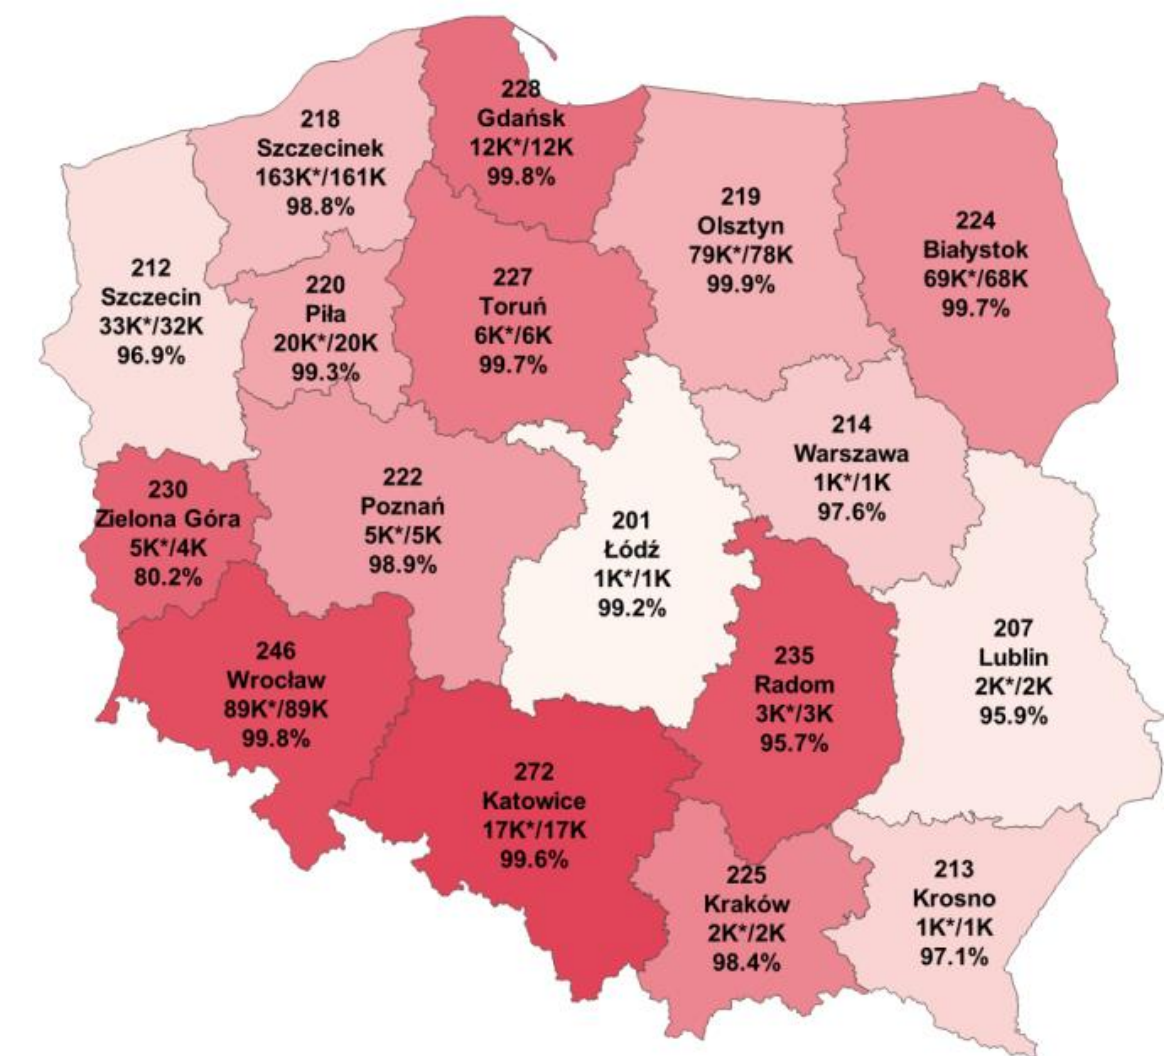 228
Gdańsk
12K*/12K
99.8%
218
Szczecinek
163K*/161K
98.8%
219
Olsztyn
79K*/78K
99.9%
224
Białystok
69K*/68K
99.7%
212
Szczecin
33K*/32K
96.9%
220
Piła
20K*/20K
99.3%
227
Toruń
6K*/6K
99.7%
214
Warszawa
1K*/1K
97.6%
230
Zielona Góra
5K*/4K
80.2%
222
Poznań
5K*/5K
98.9%
201
Łódź
1K*/1K
99.2%
207
Lublin
2K*/2K
95.9%
246
Wrocław
89K*/89K
99.8%
235
Radom
3K*/3K
95.7%
272
Katowice
17K*/17K
99.6%
225
Kraków
2K*/2K
98.4%
213
Krosno
1K*/1K
97.1%